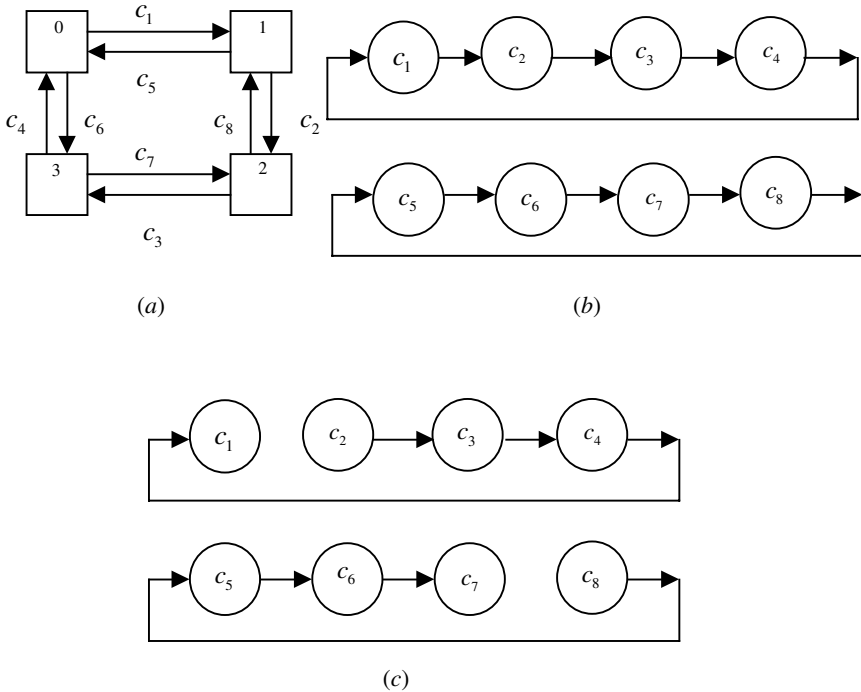 0 c₁ 1
c₅
c₄ c₆ c₈ c₂
3 c₇ 2
c₃
(a)
c₁ c₂ c₃ c₄
c₅ c₆ c₇ c₈
(b)
c₁ c₂ c₃ c₄
c₅ c₆ c₇ c₈
(c)